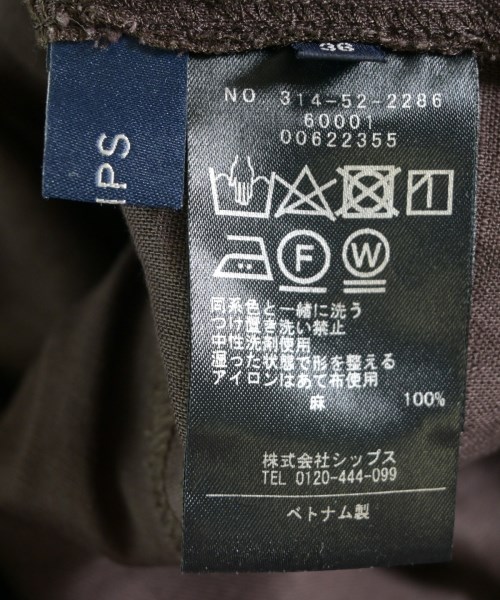 36
IPS
NO 314-52-2286
60001
00622355
F W
同系色と一緒に洗う
つけ置き洗い禁止
中性洗剤使用
湿った状態で形を整える
アイロンはあて布使用
麻 100%
株式会社シップス
TEL 0120-444-099
ベトナム製